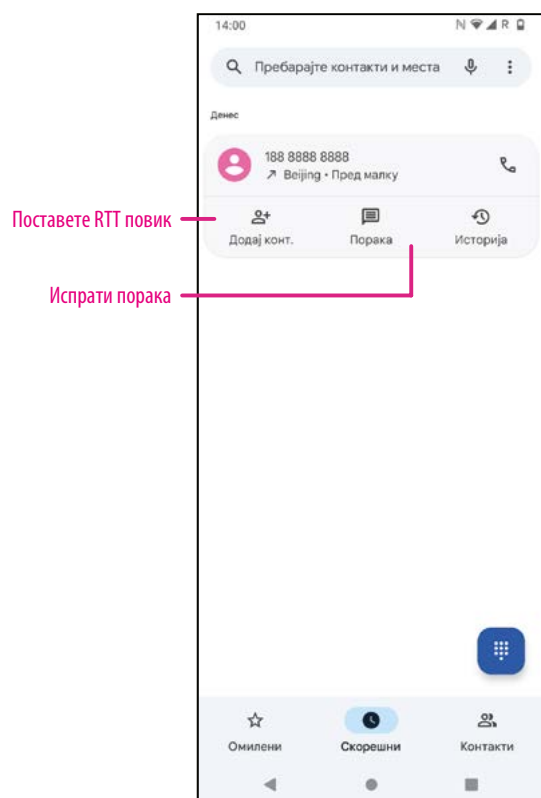 14:00 N R
Пребарајте контакти и места
Денес
188 8888 8888
↗ Beijing • Пред малку
Поставете RTT повик
Додај конт. Порака Историја
Испрати порака
Омилени Скорешни Контакти